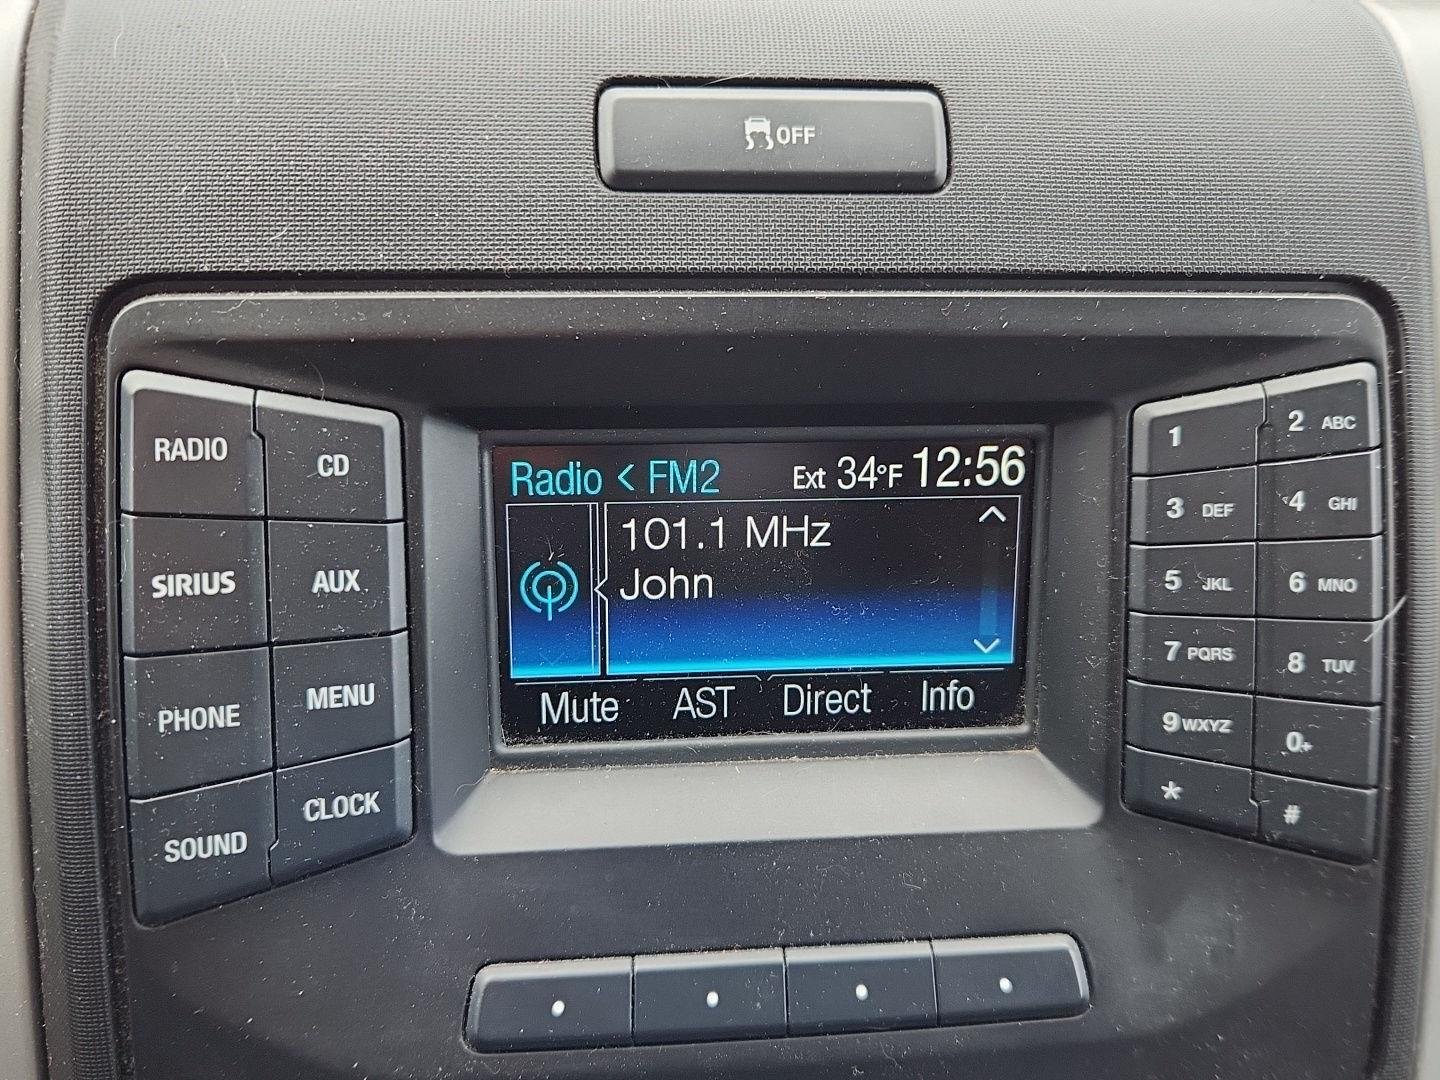 OFF
RADIO
CD
SIRIUS
AUX
PHONE
MENU
SOUND
CLOCK
Radio < FM2 Ext 34°F 12:56
101.1 MHz
John
Mute AST Direct Info
1
2 ABC
3 DEF
4 GHI
5 JKL
6 MNO
7 PQRS
8 TUV
9 WXYZ
0+
*
#